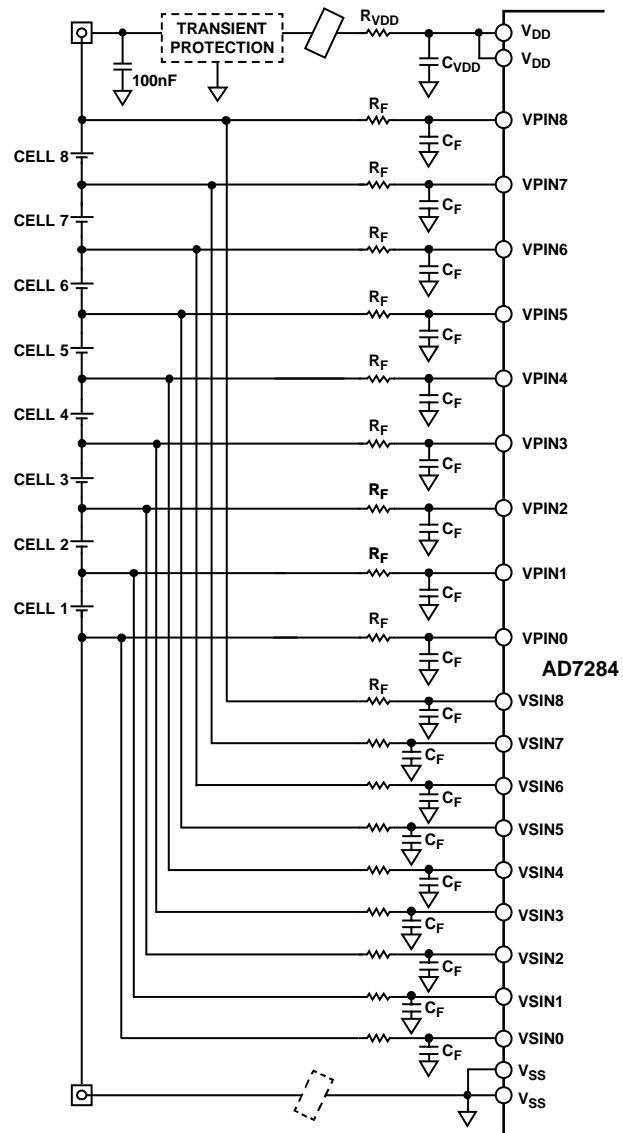 TRANSIENT
PROTECTION
RVDD
VDD
VDD
100nF
CVDD
RF
VPIN8
CF
CELL 8
RF
VPIN7
CF
CELL 7
RF
VPIN6
CF
CELL 6
RF
VPIN5
CF
CELL 5
RF
VPIN4
CF
CELL 4
RF
VPIN3
CF
CELL 3
RF
VPIN2
CF
CELL 2
RF
VPIN1
CF
CELL 1
RF
VPIN0
CF
AD7284
RF
VSIN8
CF
VSIN7
CF
VSIN6
CF
VSIN5
CF
VSIN4
CF
VSIN3
CF
VSIN2
CF
VSIN1
CF
VSIN0
CF
VSS
VSS